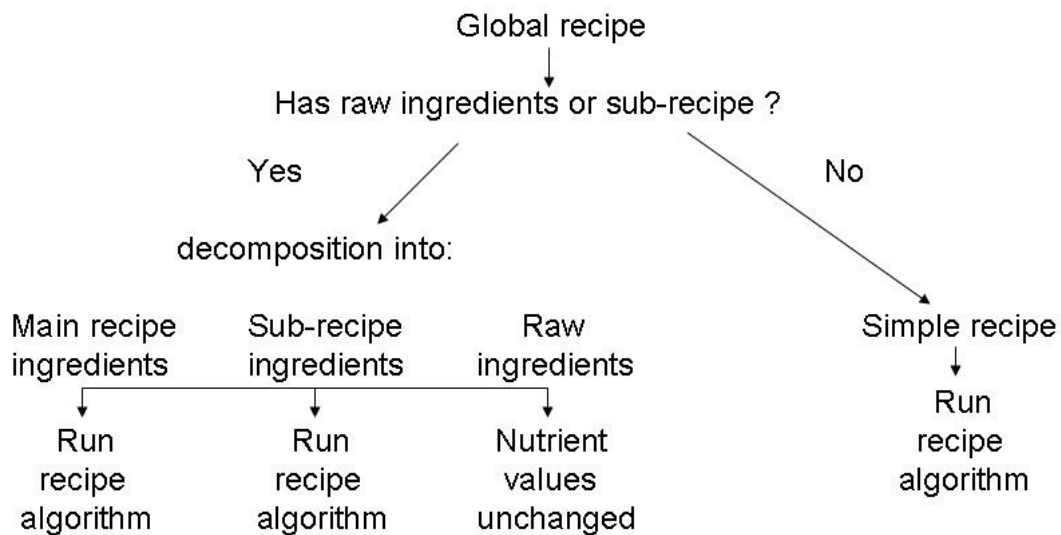 Global recipe
Has raw ingredients or sub-recipe ?
Yes
No
decomposition into:
Main recipe
ingredients
Sub-recipe
ingredients
Raw
ingredients
Simple recipe
Run
recipe
algorithm
Run
recipe
algorithm
Nutrient
values
unchanged
Run
recipe
algorithm